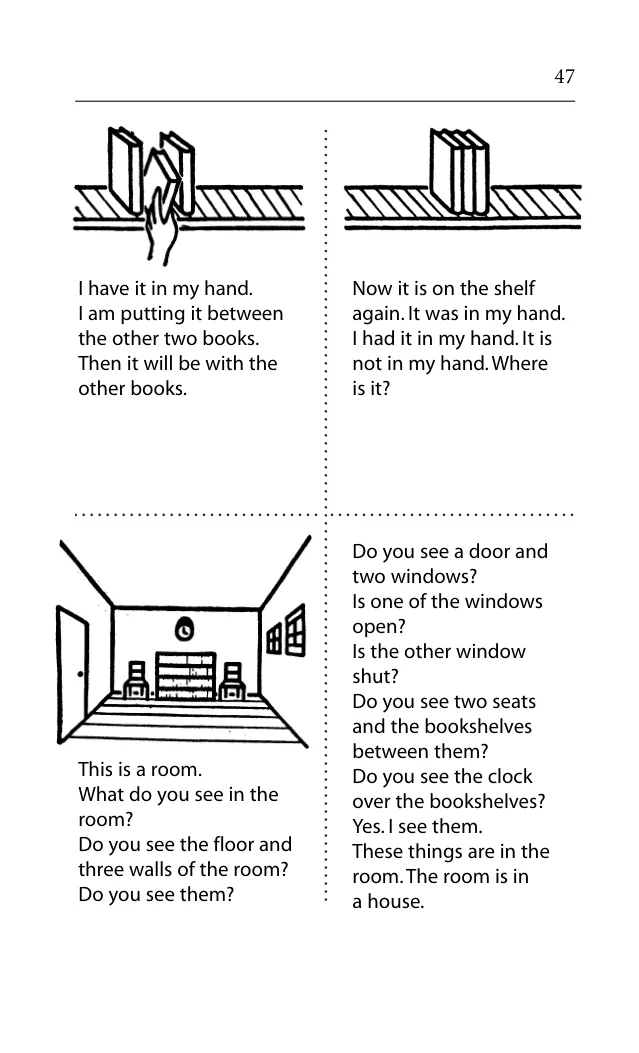 47
I have it in my hand.
I am putting it between
the other two books.
Then it will be with the
other books.
Now it is on the shelf
again. It was in my hand.
I had it in my hand. It is
not in my hand. Where
is it?
This is a room.
What do you see in the
room?
Do you see the floor and
three walls of the room?
Do you see them?
Do you see a door and
two windows?
Is one of the windows
open?
Is the other window
shut?
Do you see two seats
and the bookshelves
between them?
Do you see the clock
over the bookshelves?
Yes. I see them.
These things are in the
room. The room is in
a house.